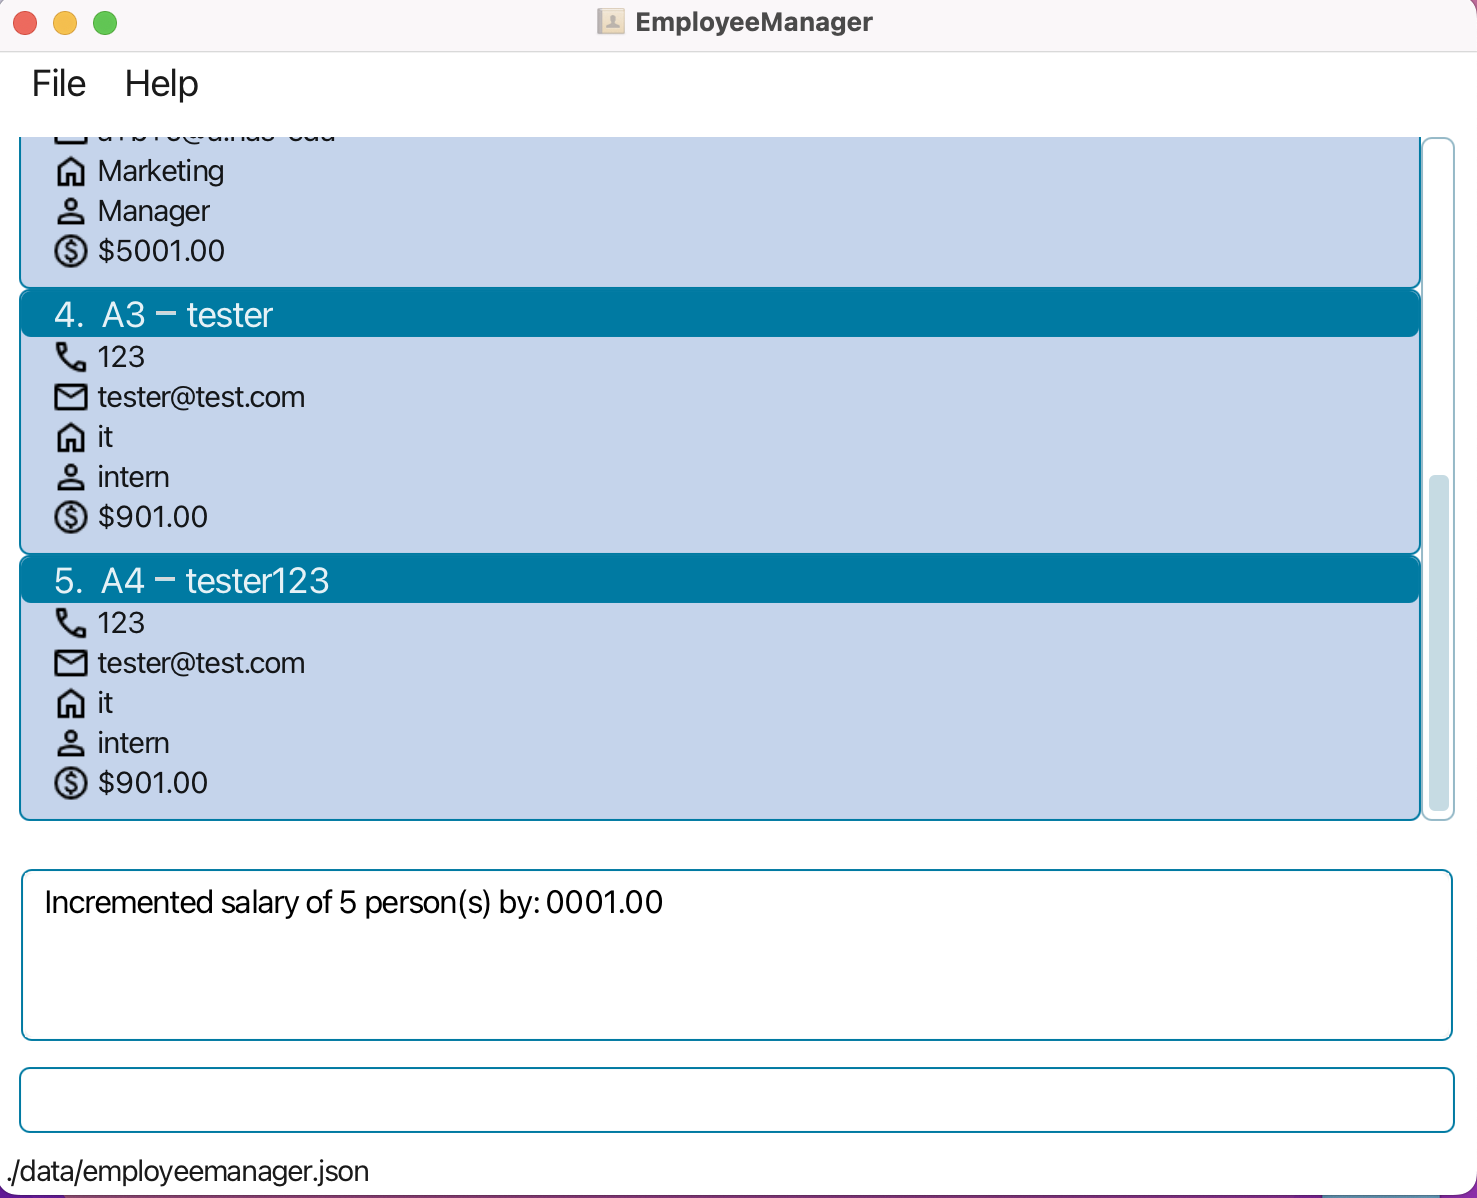 EmployeeManager
File Help
Marketing
Manager
$5001.00
4. A3 – tester
123
tester@test.com
it
intern
$901.00
5. A4 – tester123
123
tester@test.com
it
intern
$901.00
Incremented salary of 5 person(s) by: 0001.00
./data/employeemanager.json